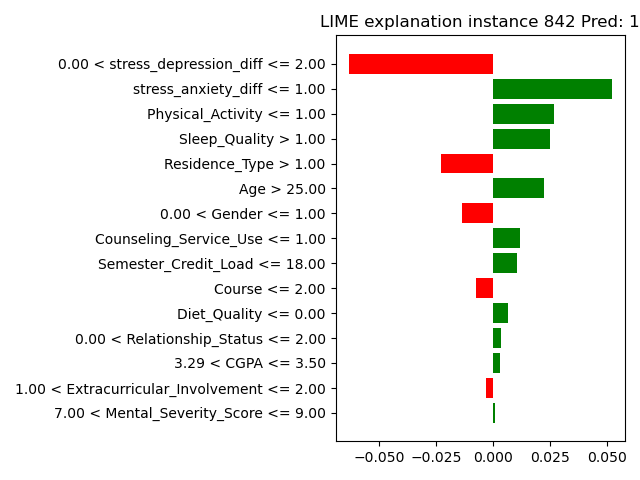 LIME explanation instance 842 Pred: 1
0.00 < stress_depression_diff <= 2.00
stress_anxiety_diff <= 1.00
Physical_Activity <= 1.00
Sleep_Quality > 1.00
Residence_Type > 1.00
Age > 25.00
0.00 < Gender <= 1.00
Counseling_Service_Use <= 1.00
Semester_Credit_Load <= 18.00
Course <= 2.00
Diet_Quality <= 0.00
0.00 < Relationship_Status <= 2.00
3.29 < CGPA <= 3.50
1.00 < Extracurricular_Involvement <= 2.00
7.00 < Mental_Severity_Score <= 9.00
−0.050 −0.025 0.000 0.025 0.050